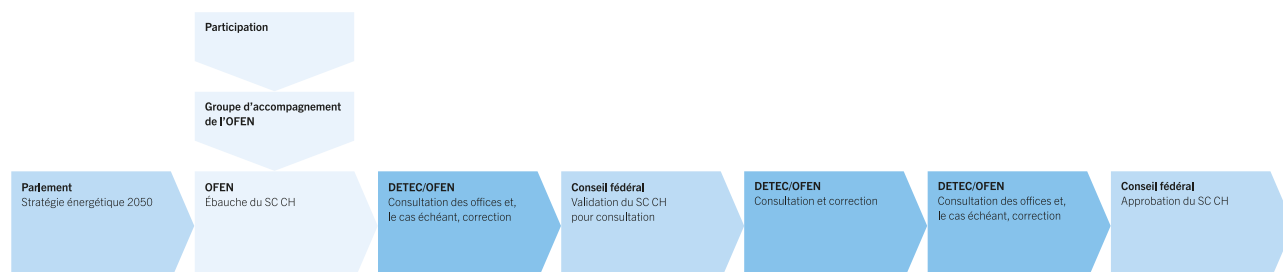 Participation
Groupe d'accompagnement
de l'OFEN
Parlement
Stratégie énergétique 2050
OFEN
Ébauche du SC CH
DETEC/OFEN
Consultation des offices et,
le cas échéant, correction
Conseil fédéral
Validation du SC CH
pour consultation
DETEC/OFEN
Consultation et correction
DETEC/OFEN
Consultation des offices et,
le cas échéant, correction
Conseil fédéral
Approbation du SC CH